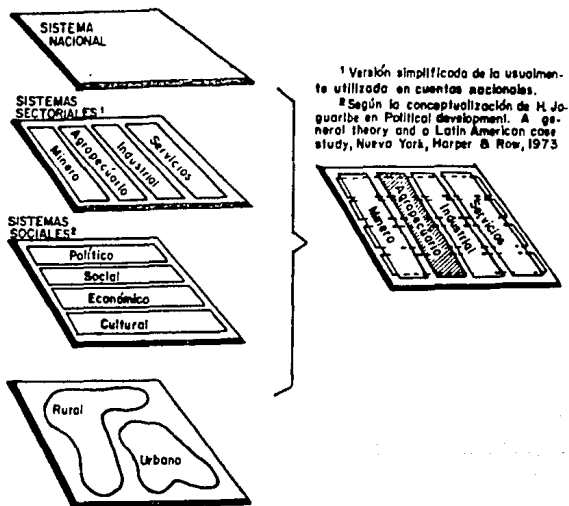 SISTEMA
NACIONAL
SISTEMAS
SECTORIALES¹
Minero
Agropecuario
Industrial
Servicios
SISTEMAS
SOCIALES²
Político
Social
Económico
Cultural
Rural
Urbano
¹ Versión simplificada de la usualmen-
te utilizada en cuentas nacionales.
² Según la conceptualización de H. Ja-
guaribe en Political development. A ge-
neral theory and a Latin American case
study, Nueva York, Harper & Row, 1973
Minero
Agropecuario
Industrial
Servicios